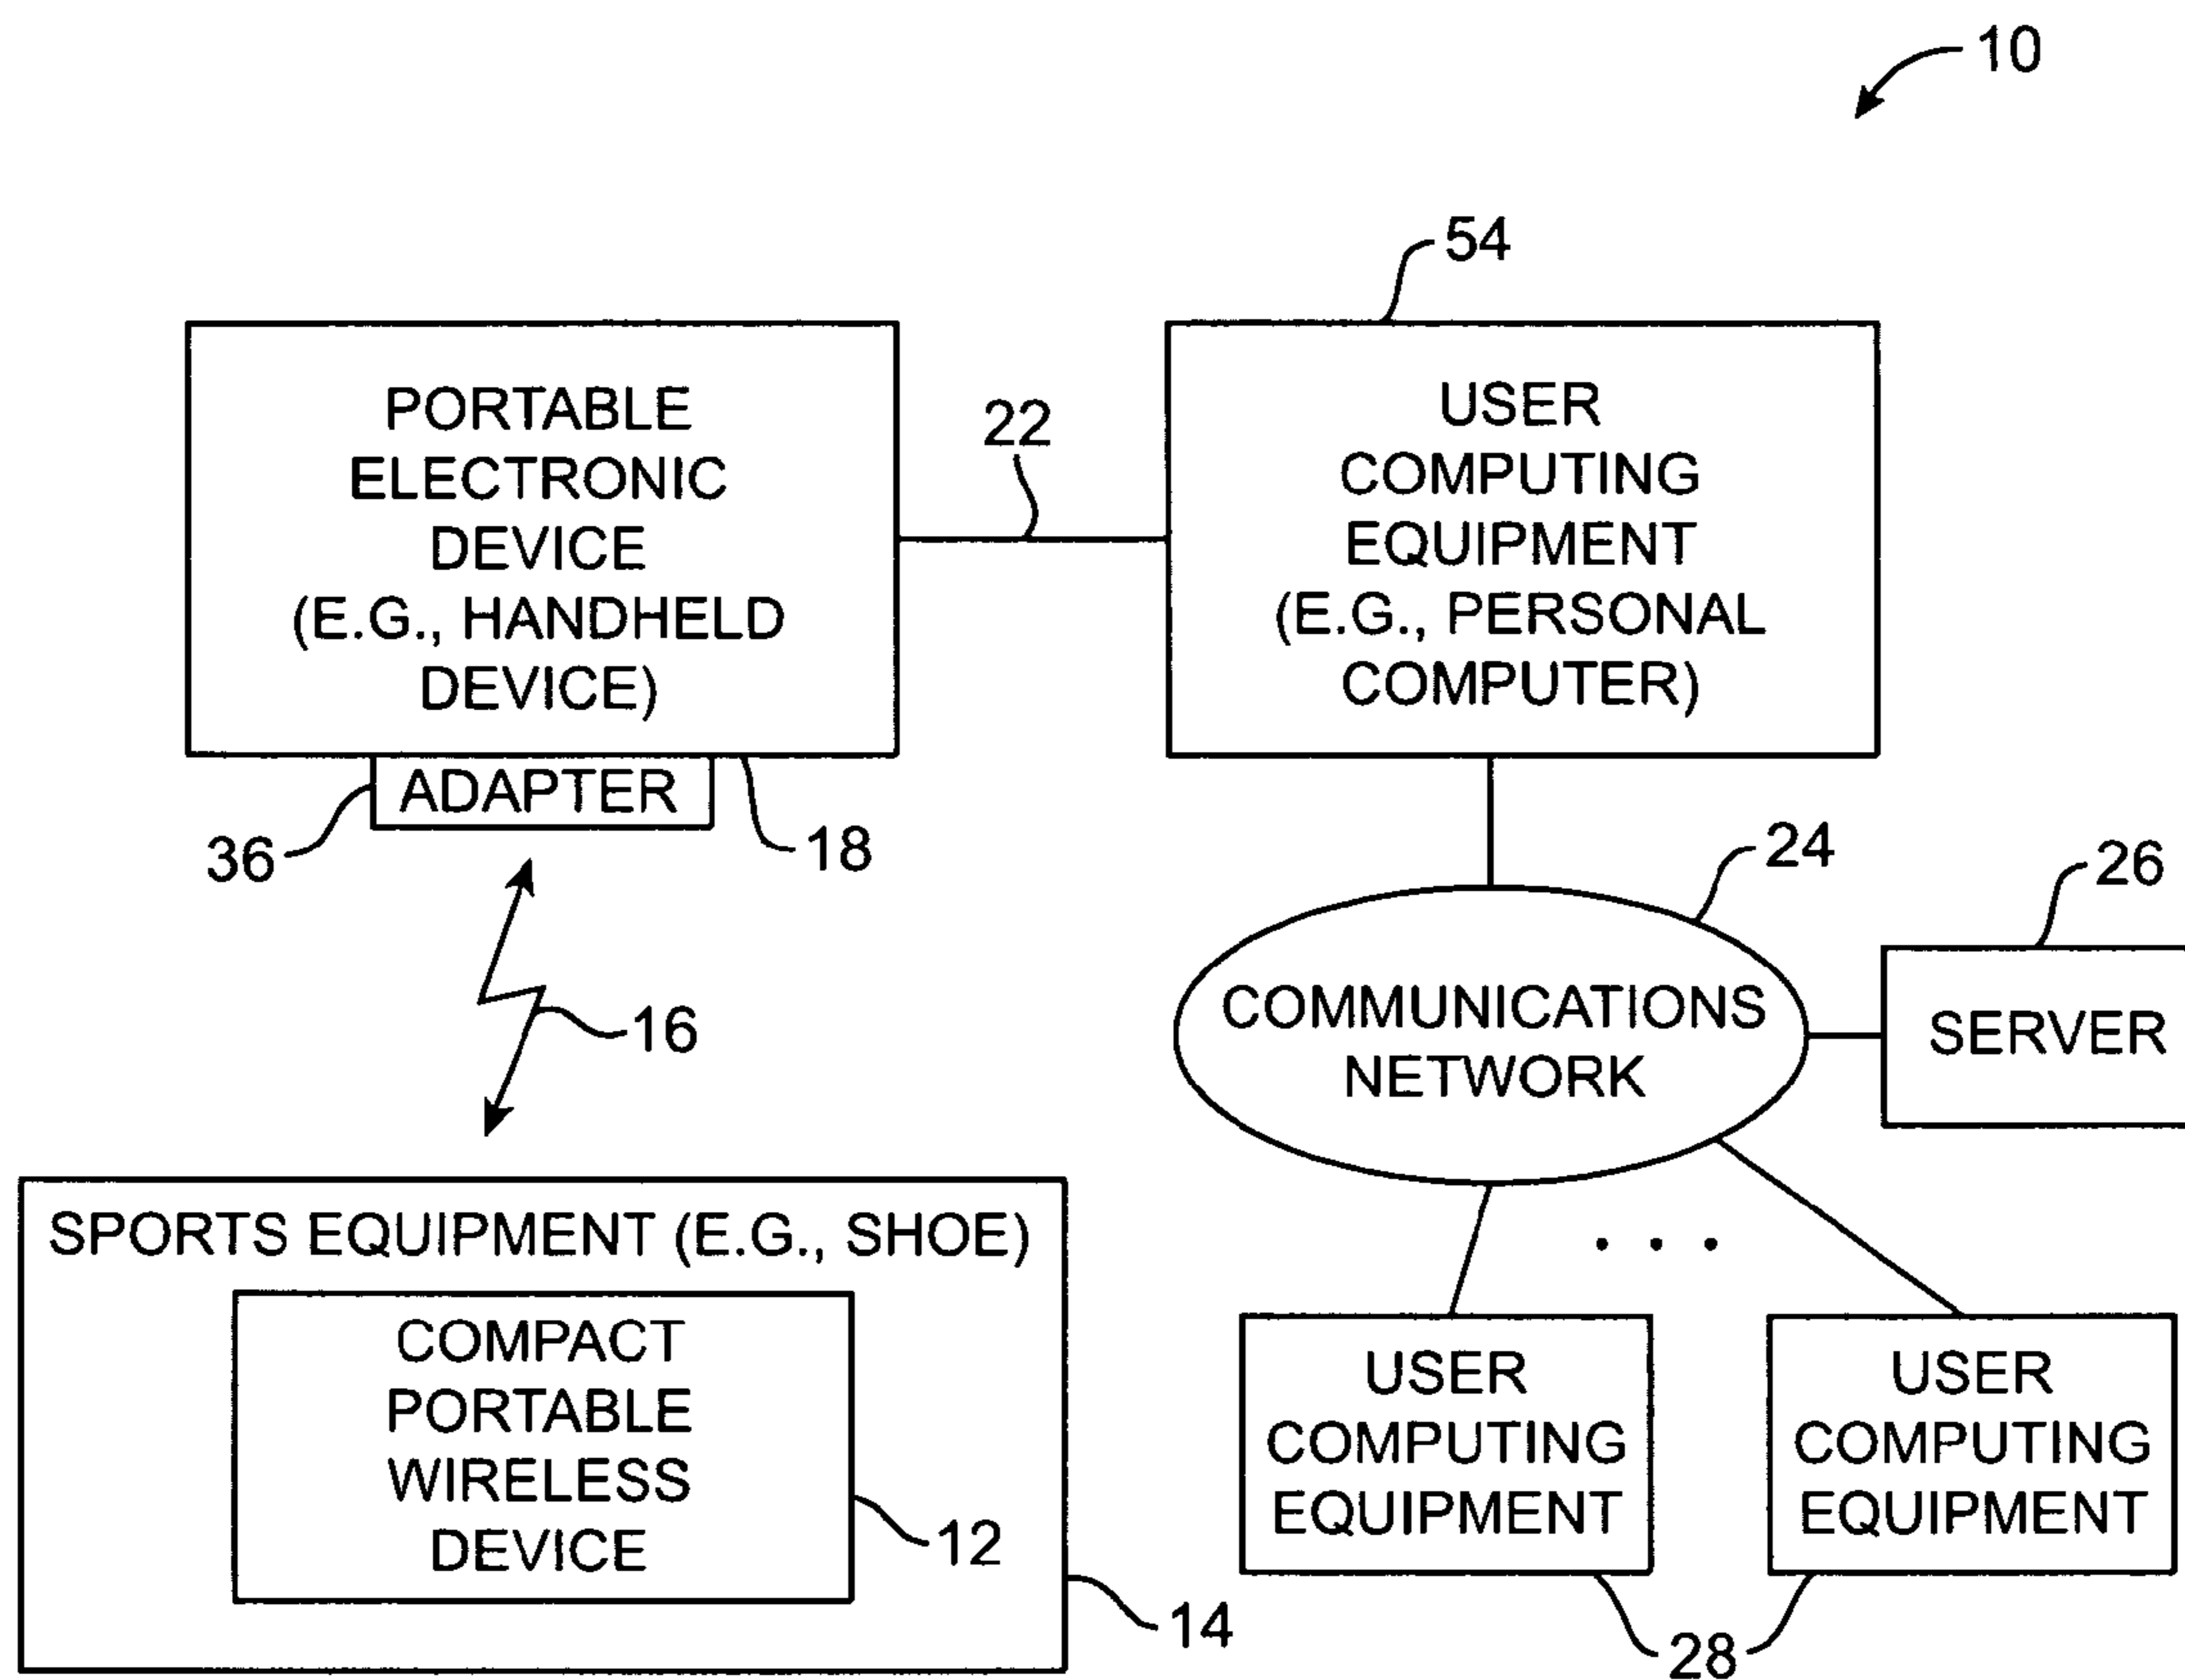 10
54
PORTABLE
ELECTRONIC
DEVICE
(E.G., HANDHELD
DEVICE)
22
USER
COMPUTING
EQUIPMENT
(E.G., PERSONAL
COMPUTER)
ADAPTER
36
18
24
26
16
COMMUNICATIONS
NETWORK
SERVER
SPORTS EQUIPMENT (E.G., SHOE)
COMPACT
PORTABLE
WIRELESS
DEVICE
12
14
USER
COMPUTING
EQUIPMENT
USER
COMPUTING
EQUIPMENT
28